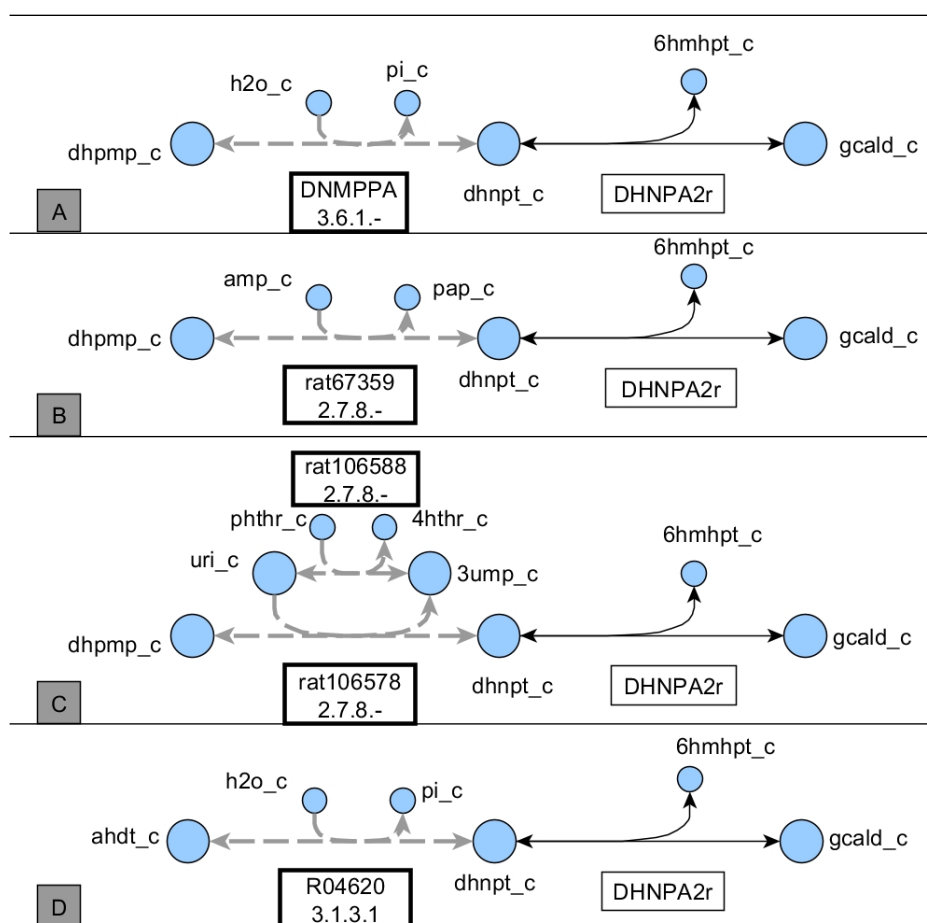 6hmhpt_c
pi_c
h2o_c
dhpmp_c
gcald_c
dhnpt_c
DNMPPA
3.6.1.-
DHNPA2r
A
6hmhpt_c
amp_c
pap_c
dhpmp_c
gcald_c
dhnpt_c
rat67359
2.7.8.-
DHNPA2r
B
rat106588
2.7.8.-
phthr_c
4hthr_c
6hmhpt_c
uri_c
3ump_c
dhpmp_c
gcald_c
dhnpt_c
rat106578
2.7.8.-
DHNPA2r
C
6hmhpt_c
h2o_c
pi_c
ahdt_c
gcald_c
dhnpt_c
R04620
3.1.3.1
DHNPA2r
D